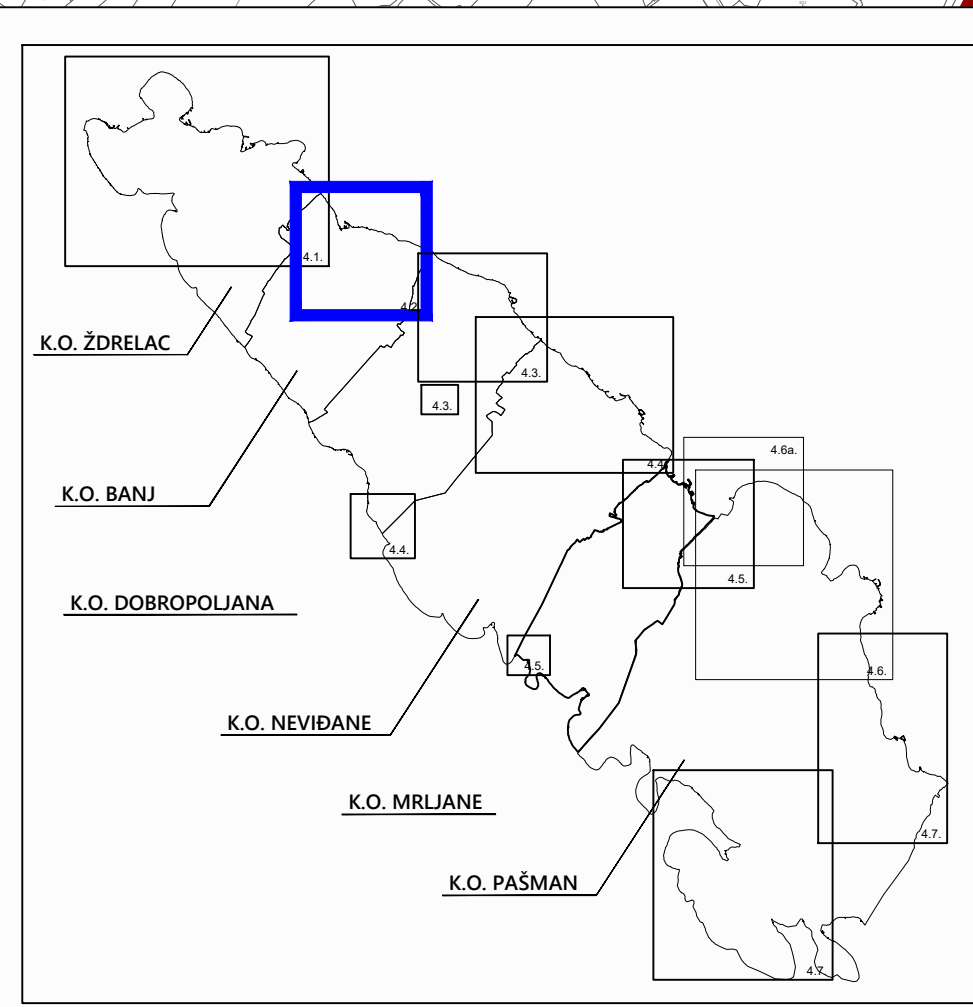 4.1.
4.2
K.O. ŽDRELAC
4.3.
4.3.
4.6a.
4.4
K.O. BANJ
4.4.
4.5.
K.O. DOBROPOLJANA
4.5.
4.6.
K.O. NEVIĐANE
K.O. MRLJANE
4.7.
K.O. PAŠMAN
4.7